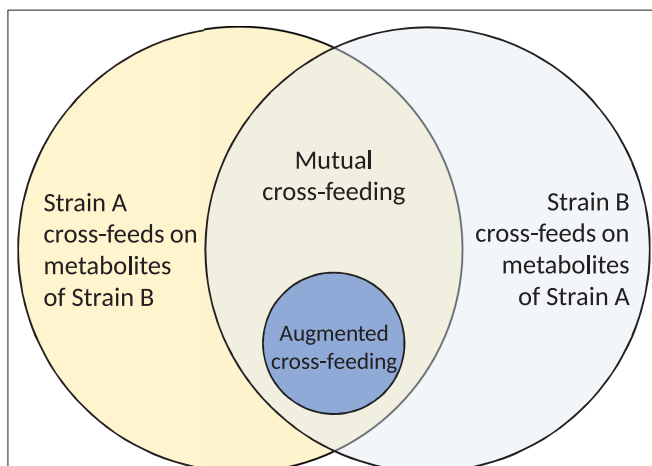 Mutual
cross-feeding
Strain A
cross-feeds on
metabolites
of Strain B
Strain B
cross-feeds on
metabolites
of Strain A
Augmented
cross-feeding